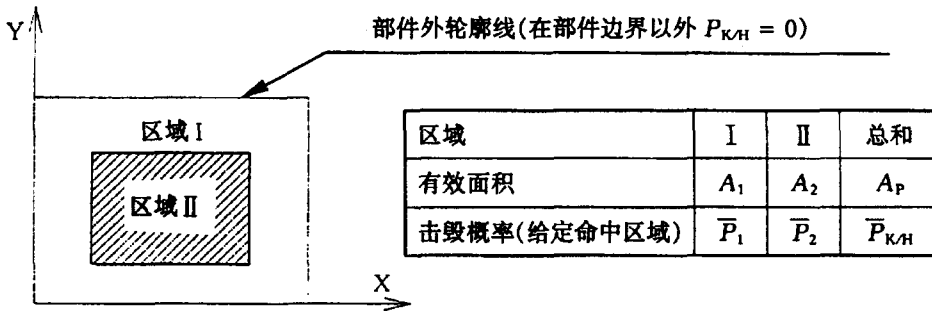 部件外轮廓线(在部件边界以外 P_{K/H} = 0)
Y
区域 Ⅰ
区域 Ⅱ
X
区域 Ⅰ Ⅱ 总和
有效面积 A₁ A₂ A_P
击毁概率(给定命中区域) P̅₁ P̅₂ P̅_{K/H}